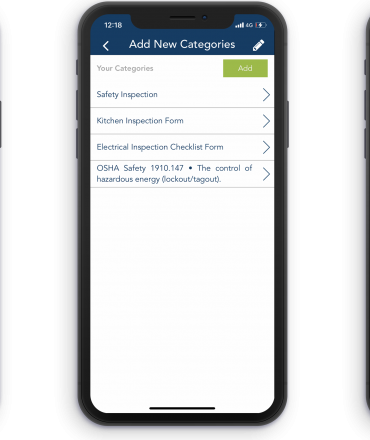 12:18
4G
Add New Categories
Your Categories
Add
Safety Inspection
Kitchen Inspection Form
Electrical Inspection Checklist Form
OSHA Safety 1910.147 • The control of
hazardous energy (lockout/tagout).